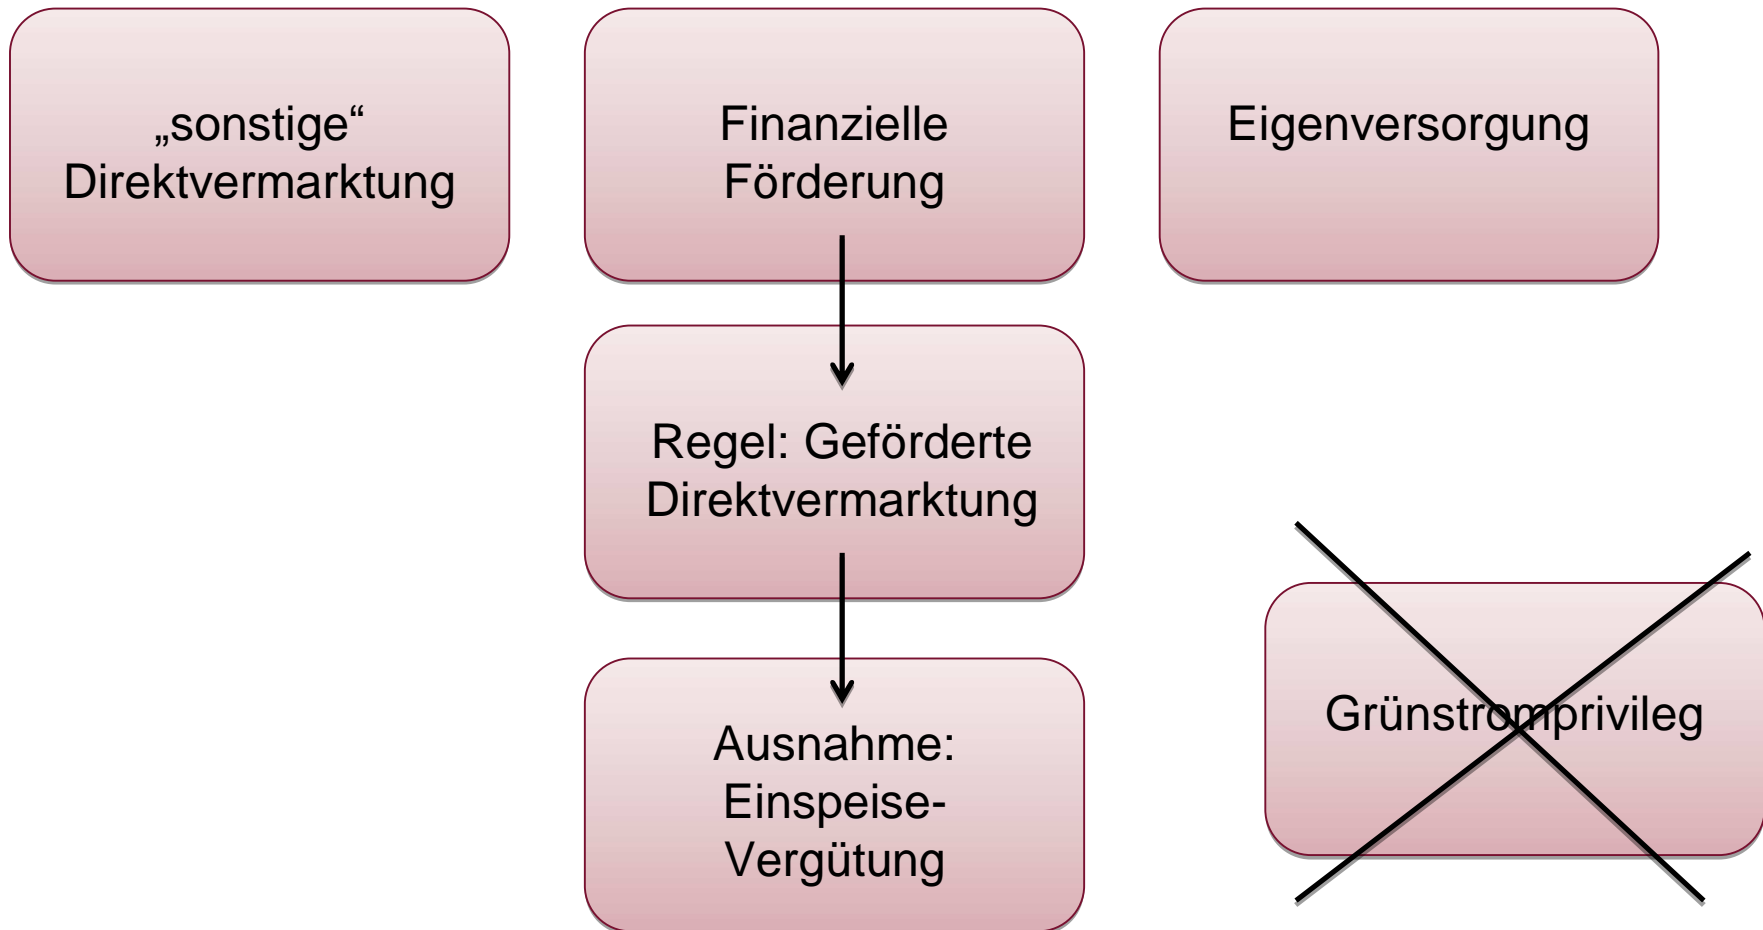 „sonstige“
Direktvermarktung
Finanzielle
Förderung
Eigenversorgung
Regel: Geförderte
Direktvermarktung
Ausnahme:
Einspeise-
Vergütung
Grünstromprivileg